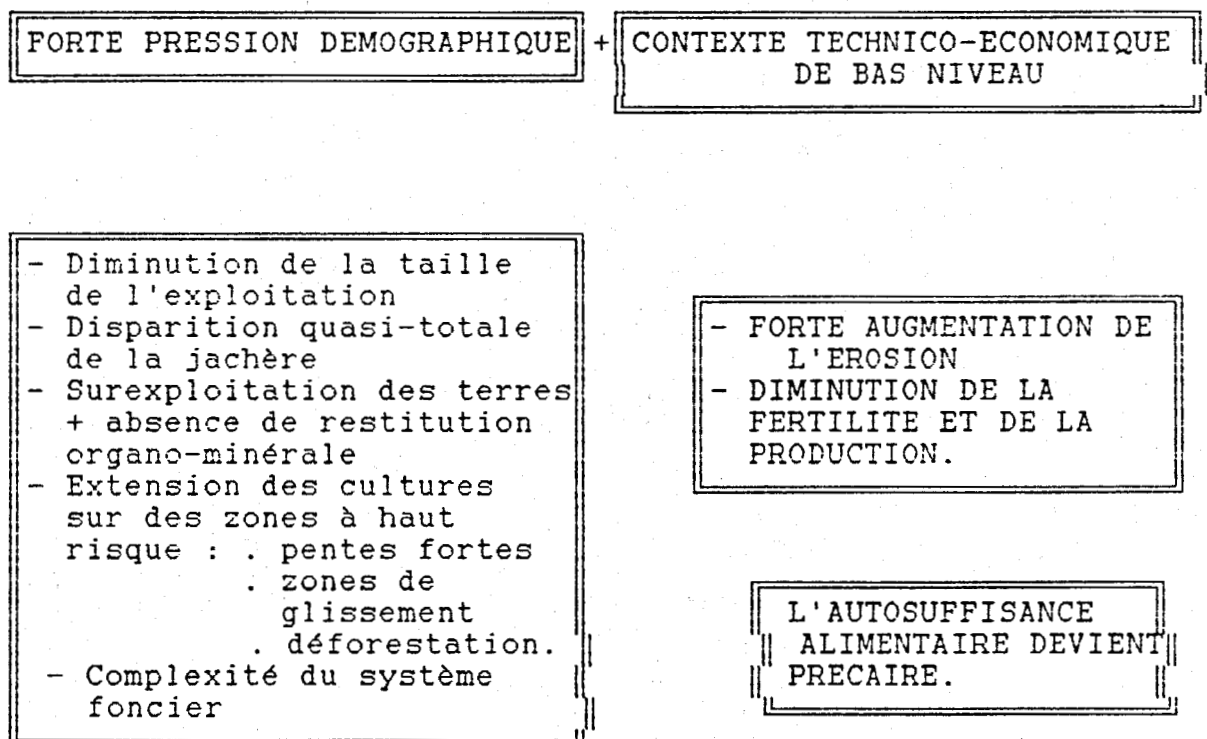 FORTE PRESSION DEMOGRAPHIQUE + CONTEXTE TECHNICO-ECONOMIQUE
DE BAS NIVEAU
- Diminution de la taille
de l'exploitation
- Disparition quasi-totale
de la jachère
- Surexploitation des terres
+ absence de restitution
organo-minérale
- Extension des cultures
sur des zones à haut
risque : . pentes fortes
. zones de
glissement
. déforestation.
- Complexité du système
foncier
- FORTE AUGMENTATION DE
L'EROSION
- DIMINUTION DE LA
FERTILITE ET DE LA
PRODUCTION.
L'AUTOSUFFISANCE
ALIMENTAIRE DEVIENT
PRECAIRE.